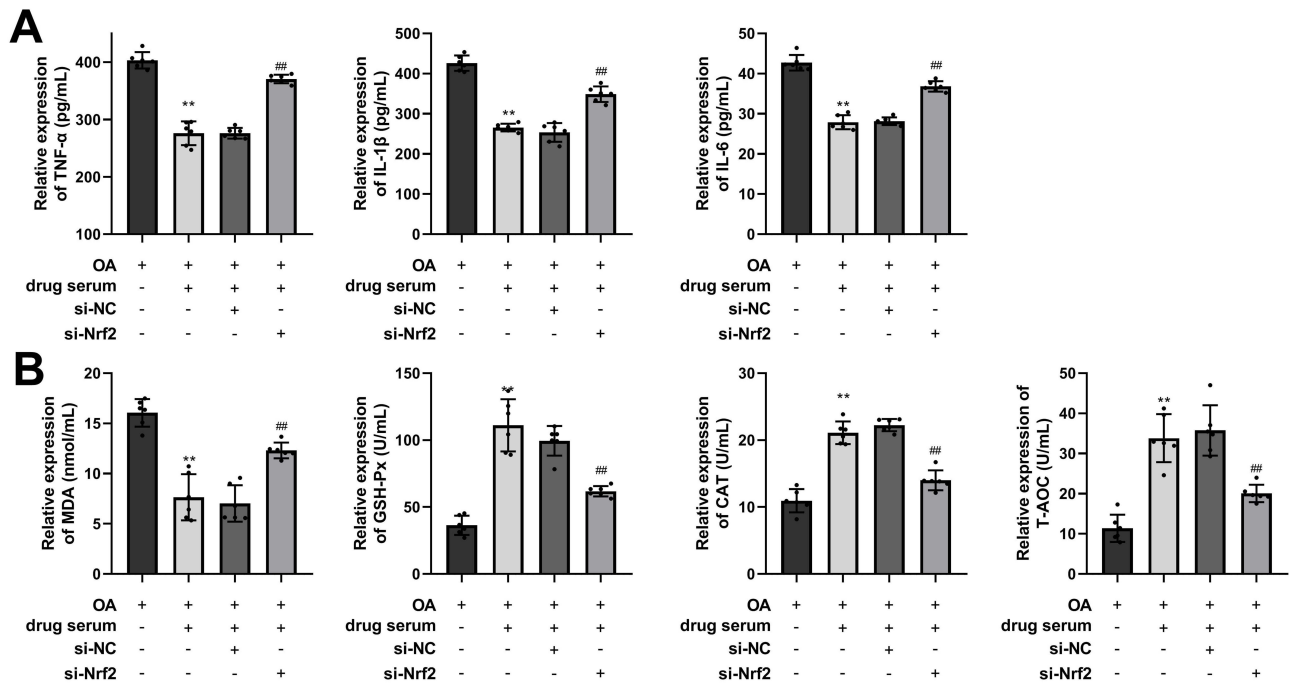 A
Relative expression
of TNF-α (pg/mL)
400
300
200
100
**
##
OA + + + +
drug serum - + + +
si-NC - - + -
si-Nrf2 - - - +
Relative expression
of IL-1β (pg/mL)
500
400
300
200
100
0
**
##
OA + + + +
drug serum - + + +
si-NC - - + -
si-Nrf2 - - - +
Relative expression
of IL-6 (pg/mL)
50
40
30
20
10
0
**
##
OA + + + +
drug serum - + + +
si-NC - - + -
si-Nrf2 - - - +
B
Relative expression
of MDA (nmol/mL)
20
15
10
5
0
**
##
OA + + + +
drug serum - + + +
si-NC - - + -
si-Nrf2 - - - +
Relative expression
of GSH-Px (U/mL)
150
100
50
0
**
##
OA + + + +
drug serum - + + +
si-NC - - + -
si-Nrf2 - - - +
Relative expression
of CAT (U/mL)
30
20
10
0
**
##
OA + + + +
drug serum - + + +
si-NC - - + -
si-Nrf2 - - - +
Relative expression of
T-AOC (U/mL)
50
40
30
20
10
0
**
##
OA + + + +
drug serum - + + +
si-NC - - + -
si-Nrf2 - - - +